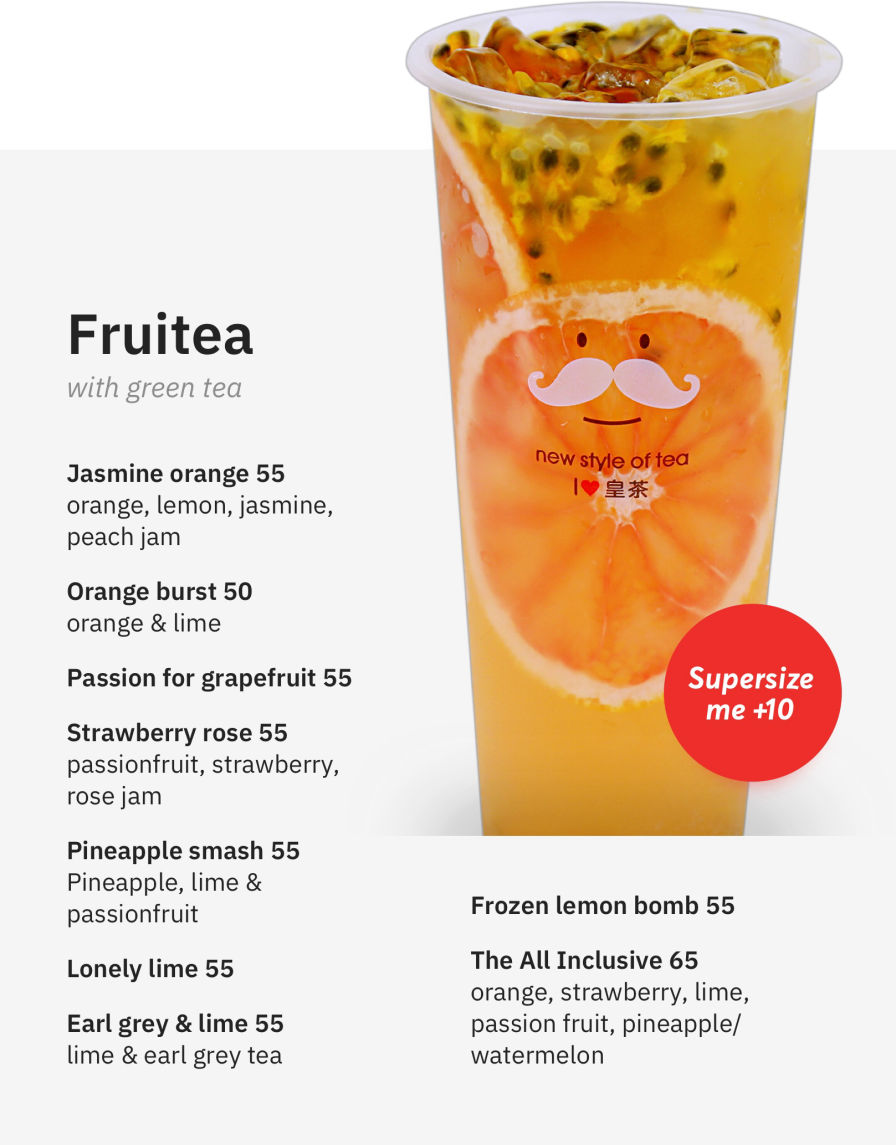 Fruitea
with green tea
Jasmine orange 55
orange, lemon, jasmine,
peach jam
Orange burst 50
orange & lime
Passion for grapefruit 55
Strawberry rose 55
passionfruit, strawberry,
rose jam
Pineapple smash 55
Pineapple, lime &
passionfruit
Lonely lime 55
Earl grey & lime 55
lime & earl grey tea
new style of tea
I❤皇茶
Supersize
me +10
Frozen lemon bomb 55
The All Inclusive 65
orange, strawberry, lime,
passion fruit, pineapple/
watermelon